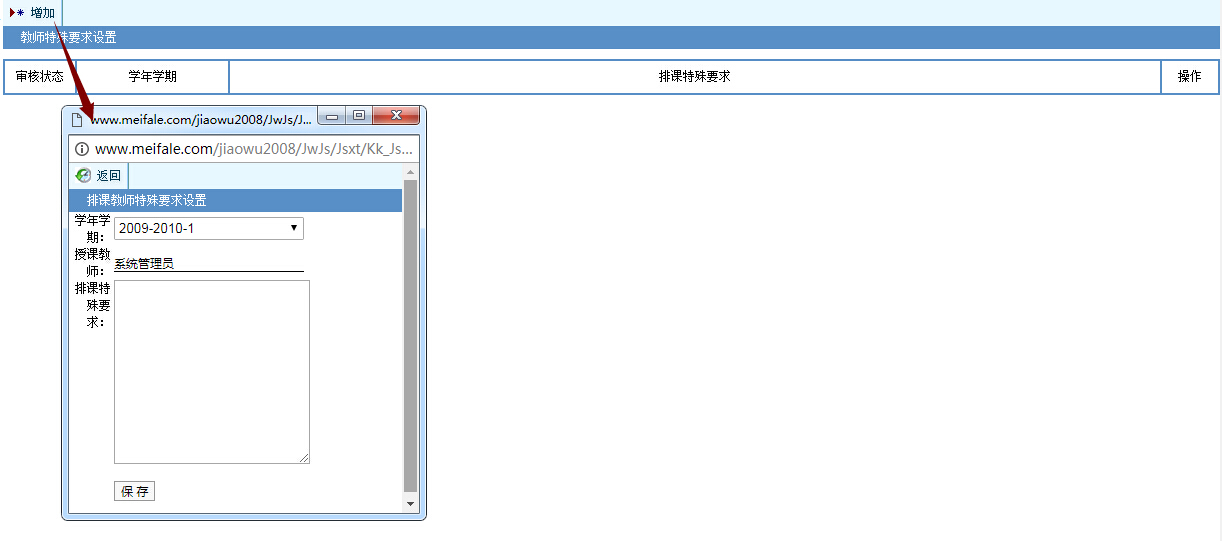 增加
教师特殊要求设置
审核状态 学年学期 排课特殊要求 操作
www.meifale.com/jiaowu2008/JwJs/J...
www.meifale.com/jiaowu2008/JwJs/Jsxt/Kk_Js...
返回
排课教师特殊要求设置
学年学
期：
2009-2010-1
授课教
师：
系统管理员
排课特
殊要
求：
保 存